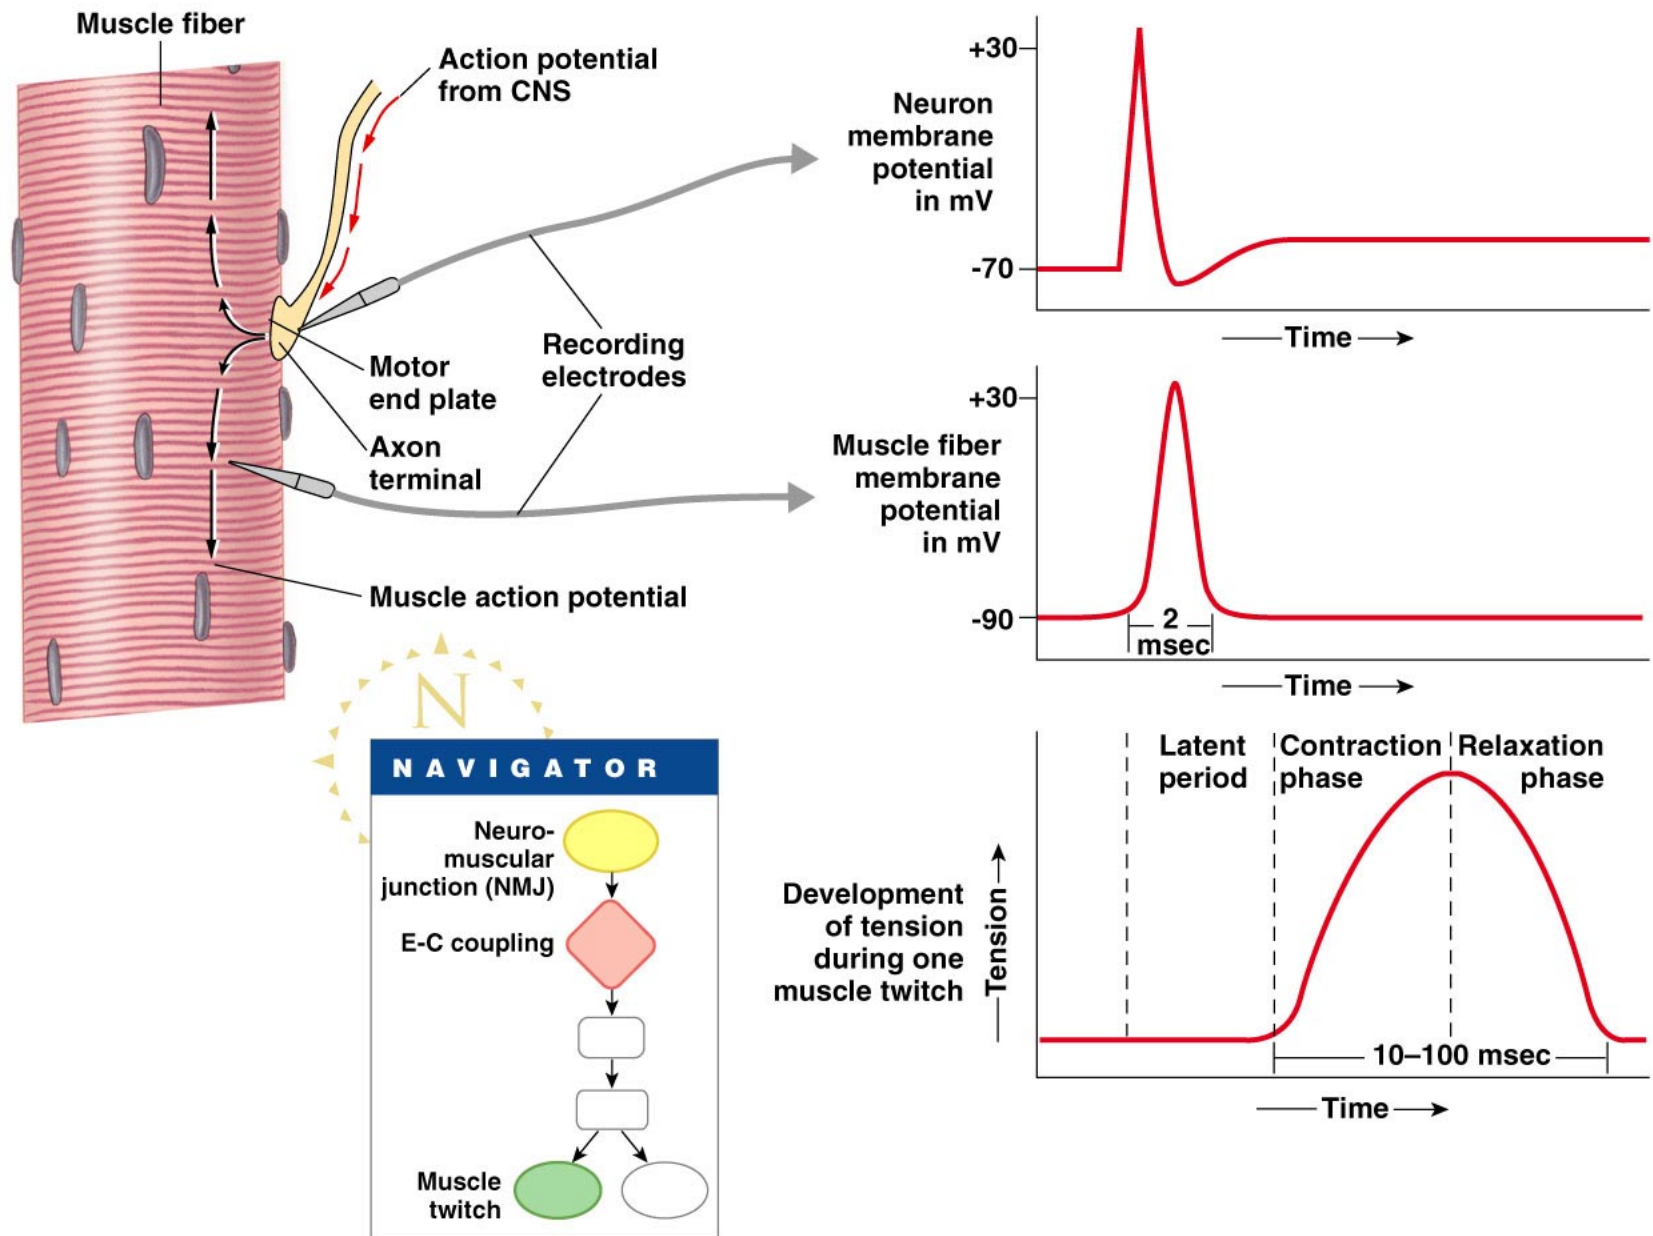 Muscle fiber
Action potential
from CNS
Motor
end plate
Axon
terminal
Recording
electrodes
Muscle action potential
+30
Neuron
membrane
potential
in mV
-70
Time
+30
Muscle fiber
membrane
potential
in mV
-90
2
msec
Time
Latent
period
Contraction
phase
Relaxation
phase
Development
of tension
during one
muscle twitch
Tension
10–100 msec
Time
N
NAVIGATOR
Neuro-
muscular
junction (NMJ)
E-C coupling
Muscle
twitch